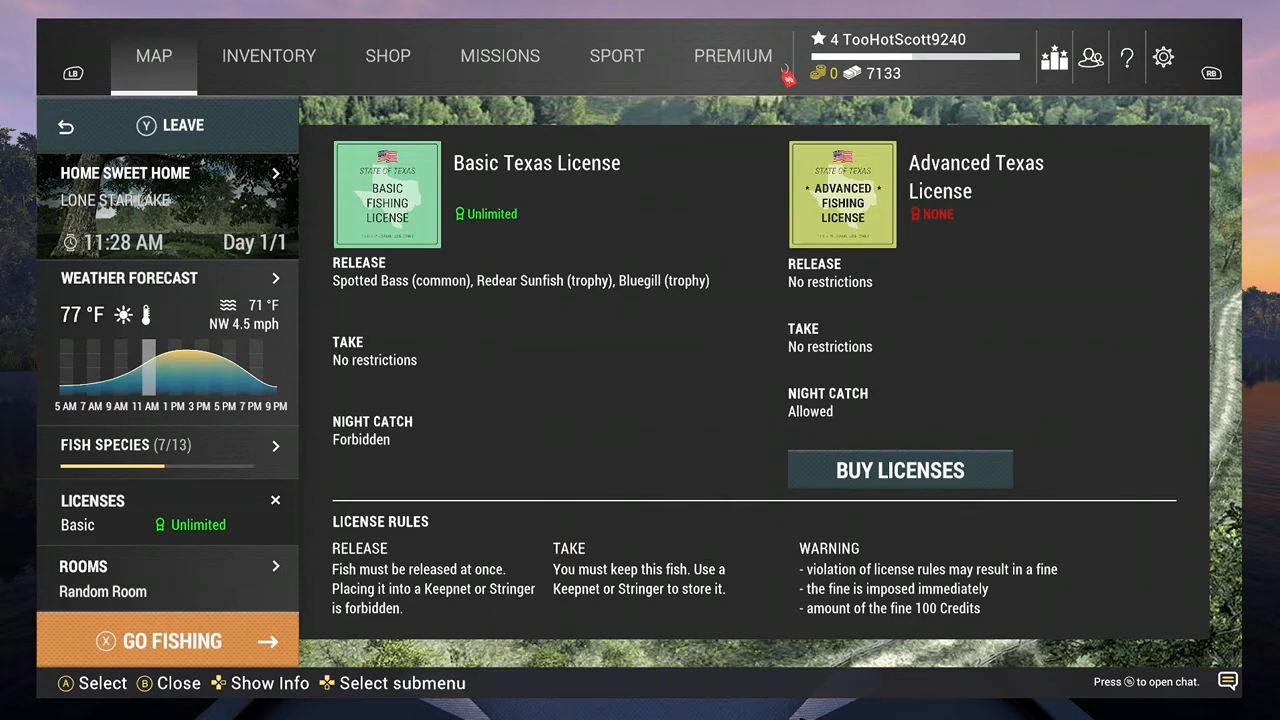 LB
MAP
INVENTORY
SHOP
MISSIONS
SPORT
PREMIUM
4 TooHotScott9240
0 7133
RB
Y LEAVE
HOME SWEET HOME
LONE STAR LAKE
11:28 AM Day 1/1
WEATHER FORECAST
77 °F 71 °F
NW 4.5 mph
5 AM 7 AM 9 AM 11 AM 1 PM 3 PM 5 PM 7 PM 9 PM
FISH SPECIES (7/13)
LICENSES
Basic Unlimited
ROOMS
Random Room
X GO FISHING
STATE OF TEXAS
BASIC
FISHING
LICENSE
Basic Texas License
Unlimited
RELEASE
Spotted Bass (common), Redear Sunfish (trophy), Bluegill (trophy)
TAKE
No restrictions
NIGHT CATCH
Forbidden
STATE OF TEXAS
ADVANCED
FISHING
LICENSE
Advanced Texas
License
NONE
RELEASE
No restrictions
TAKE
No restrictions
NIGHT CATCH
Allowed
BUY LICENSES
LICENSE RULES
RELEASE
Fish must be released at once.
Placing it into a Keepnet or Stringer
is forbidden.
TAKE
You must keep this fish. Use a
Keepnet or Stringer to store it.
WARNING
- violation of license rules may result in a fine
- the fine is imposed immediately
- amount of the fine 100 Credits
A Select B Close Show Info Select submenu
Press to open chat.